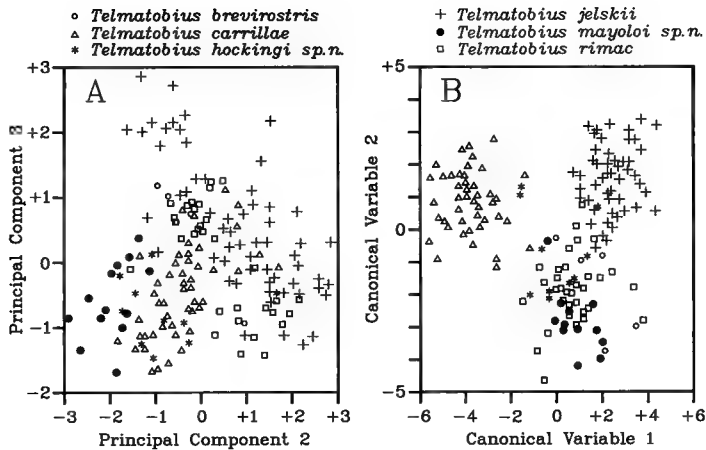 ○ Telmatobius brevirostris
△ Telmatobius carrillae
* Telmatobius hockingi sp.n.
+ Telmatobius jelskii
● Telmatobius mayoloi sp.n.
□ Telmatobius rimac
A
+3
+2
+1
0
−1
−2
Principal Component
−3
−2
−1
0
+1
+2
+3
Principal Component 2
B
+5
0
−5
Canonical Variable 2
−6
−4
−2
0
+2
+4
+6
Canonical Variable 1